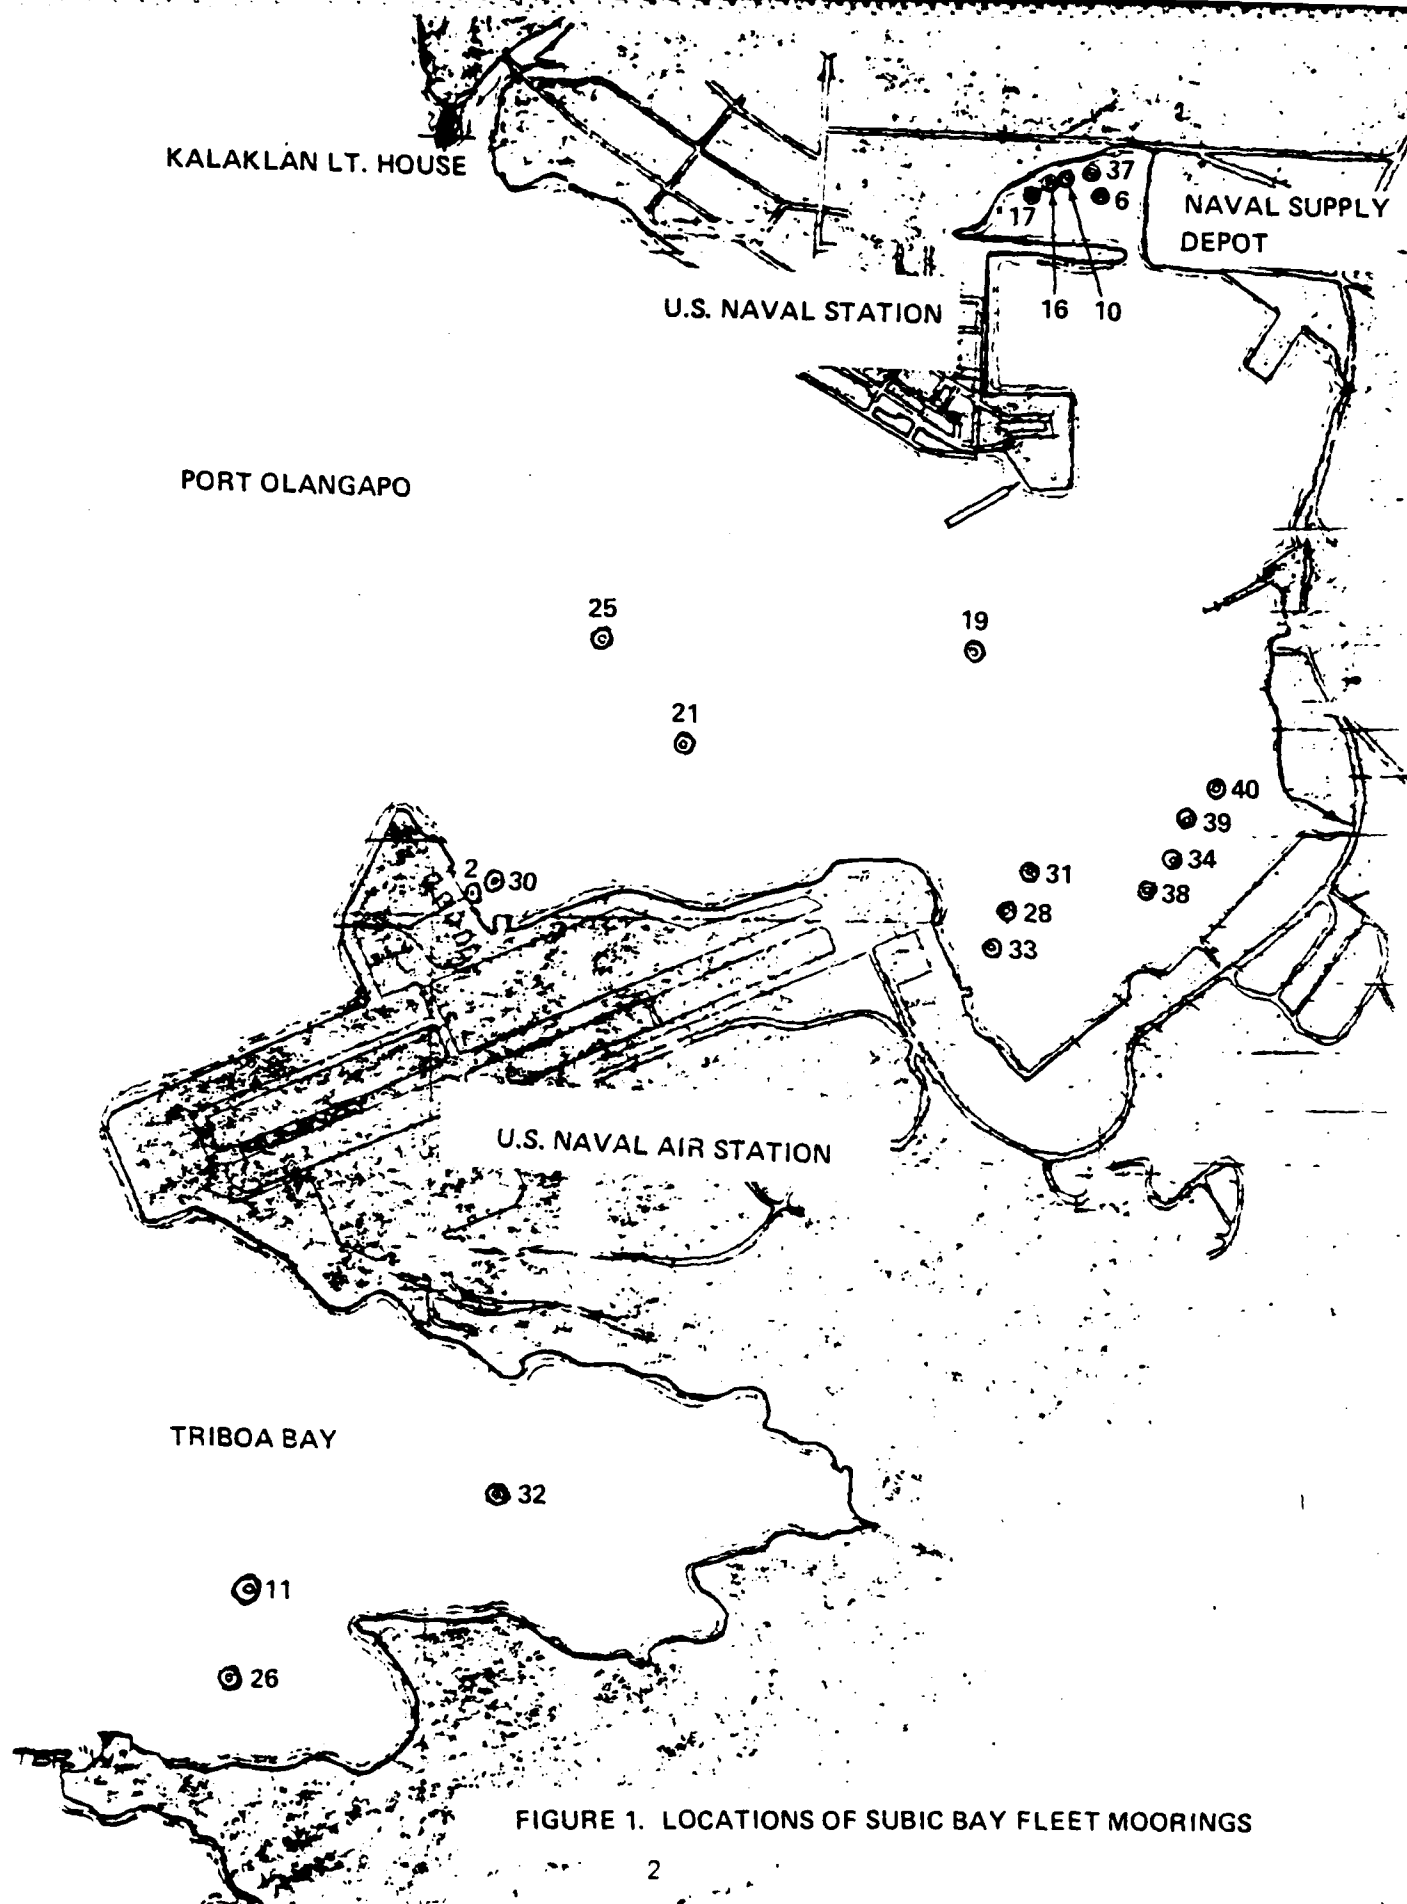 KALAKLAN LT. HOUSE
37
6
17
NAVAL SUPPLY
DEPOT
16
10
U.S. NAVAL STATION
PORT OLANGAPO
25
19
21
40
39
34
38
31
28
33
2
30
U.S. NAVAL AIR STATION
TRIBOA BAY
32
11
26
FIGURE 1. LOCATIONS OF SUBIC BAY FLEET MOORINGS
2